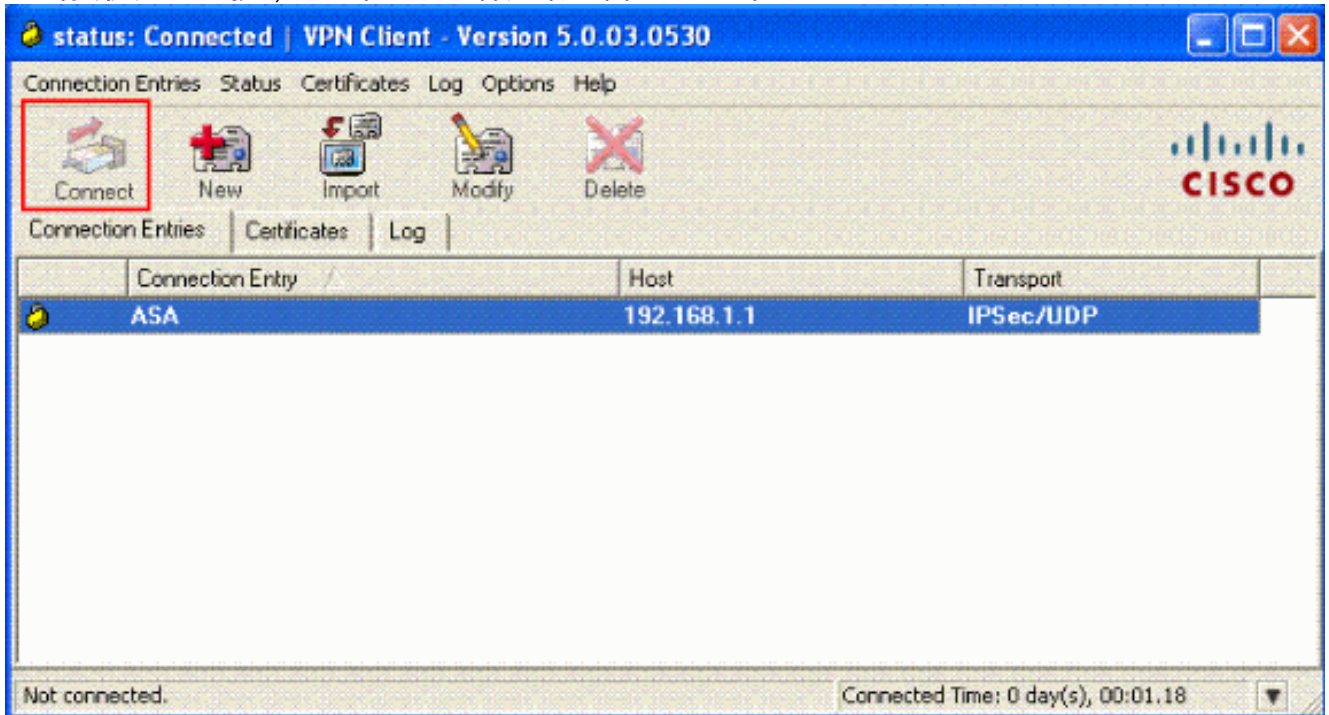 status: Connected | VPN Client - Version 5.0.03.0530
Connection Entries Status Certificates Log Options Help
Connect New Import Modify Delete
CISCO
Connection Entries Certificates Log
Connection Entry Host Transport
ASA 192.168.1.1 IPSec/UDP
Not connected. Connected Time: 0 day(s), 00:01.18